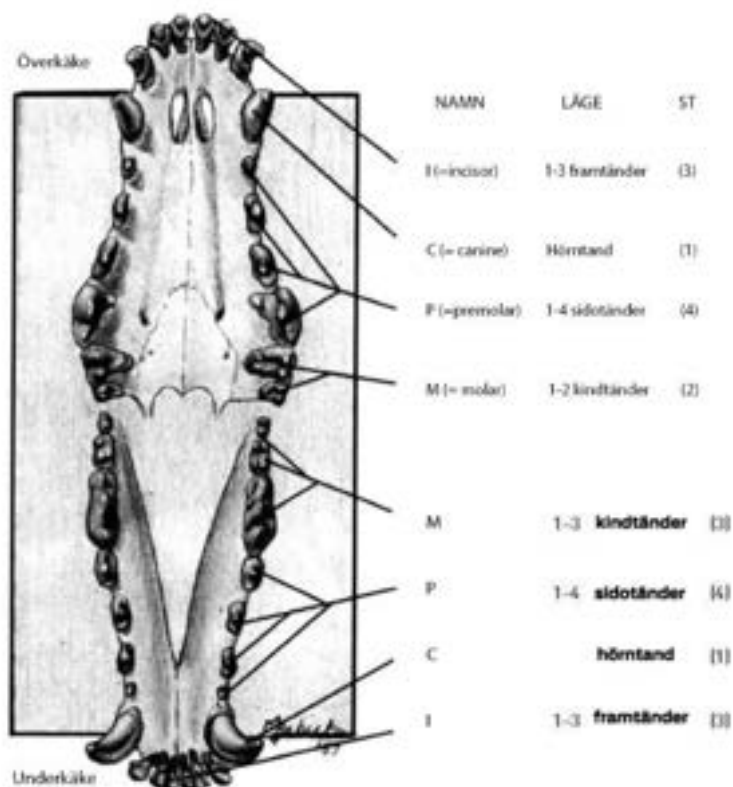 Överkäke
NAMN LÄGE ST
I (=incisor) 1-3 framtänder (3)
C (= canine) Hörntand (1)
P (=premolar) 1-4 sidotänder (4)
M (= molar) 1-2 kindtänder (2)
M 1-3 kindtänder (3)
P 1-4 sidotänder (4)
C hörntand (1)
I 1-3 framtänder (3)
Underkäke